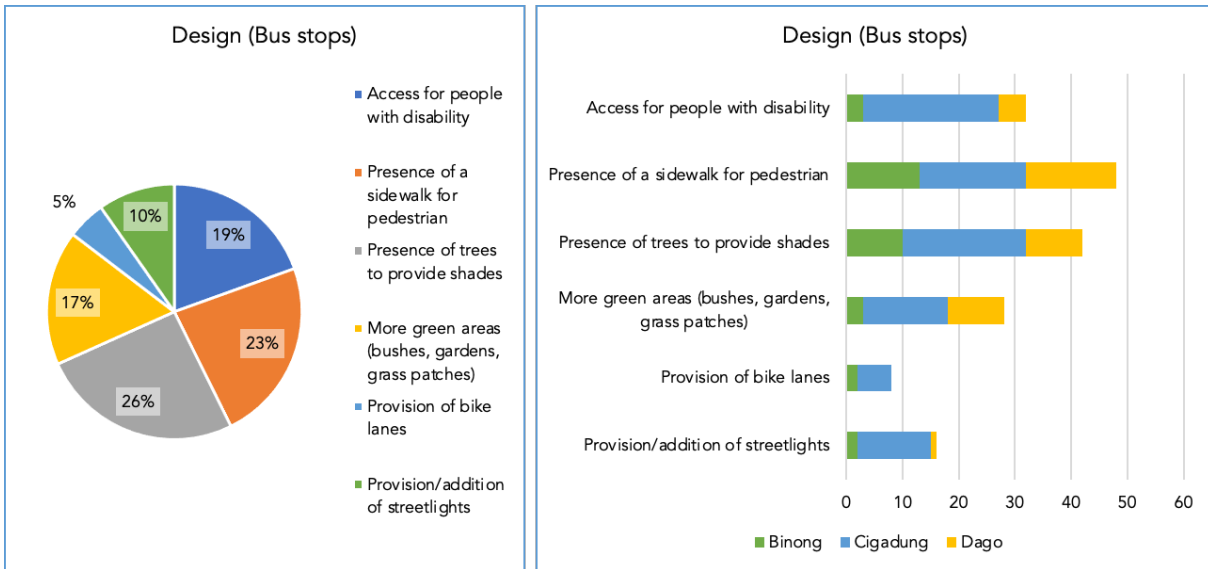 Design (Bus stops)
Access for people
with disability
Presence of a
sidewalk for
pedestrian
Presence of trees
to provide shades
More green areas
(bushes, gardens,
grass patches)
Provision of bike
lanes
Provision/addition
of streetlights
5%
10%
19%
17%
23%
26%
Design (Bus stops)
Access for people with disability
Presence of a sidewalk for pedestrian
Presence of trees to provide shades
More green areas (bushes, gardens,
grass patches)
Provision of bike lanes
Provision/addition of streetlights
0 10 20 30 40 50 60
Binong Cigadung Dago